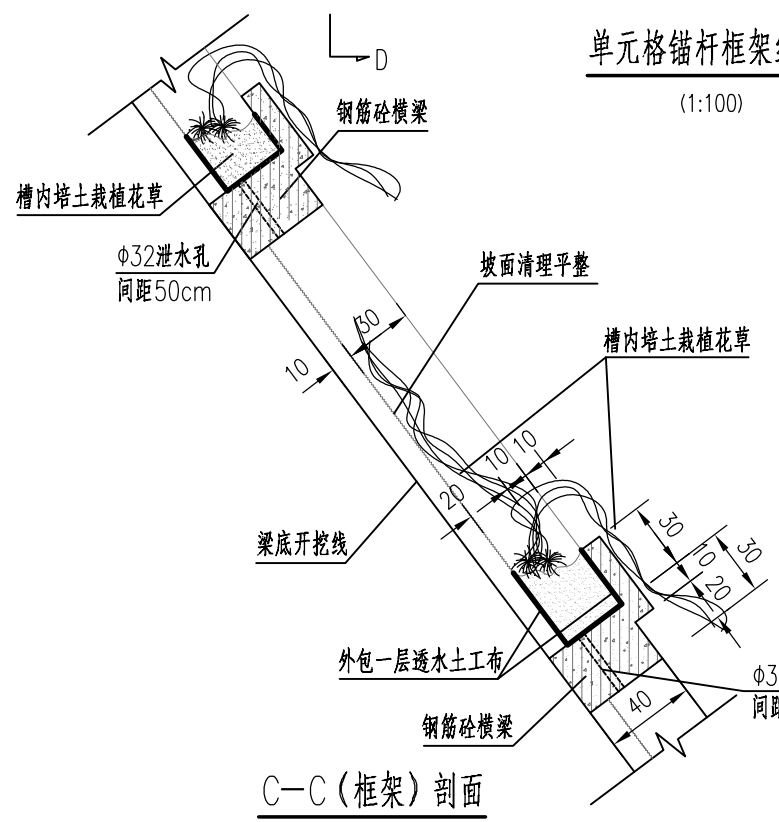 D
单元格锚杆框架
(1:100)
钢筋砼横梁
槽内培土栽植花草
Φ32泄水孔
间距50cm
坡面清理平整
30
槽内培土栽植花草
10
10
10
20
30
10
30
20
梁底开挖线
外包一层透水土工布
Φ3
间距
40
钢筋砼横梁
C-C（框架）剖面